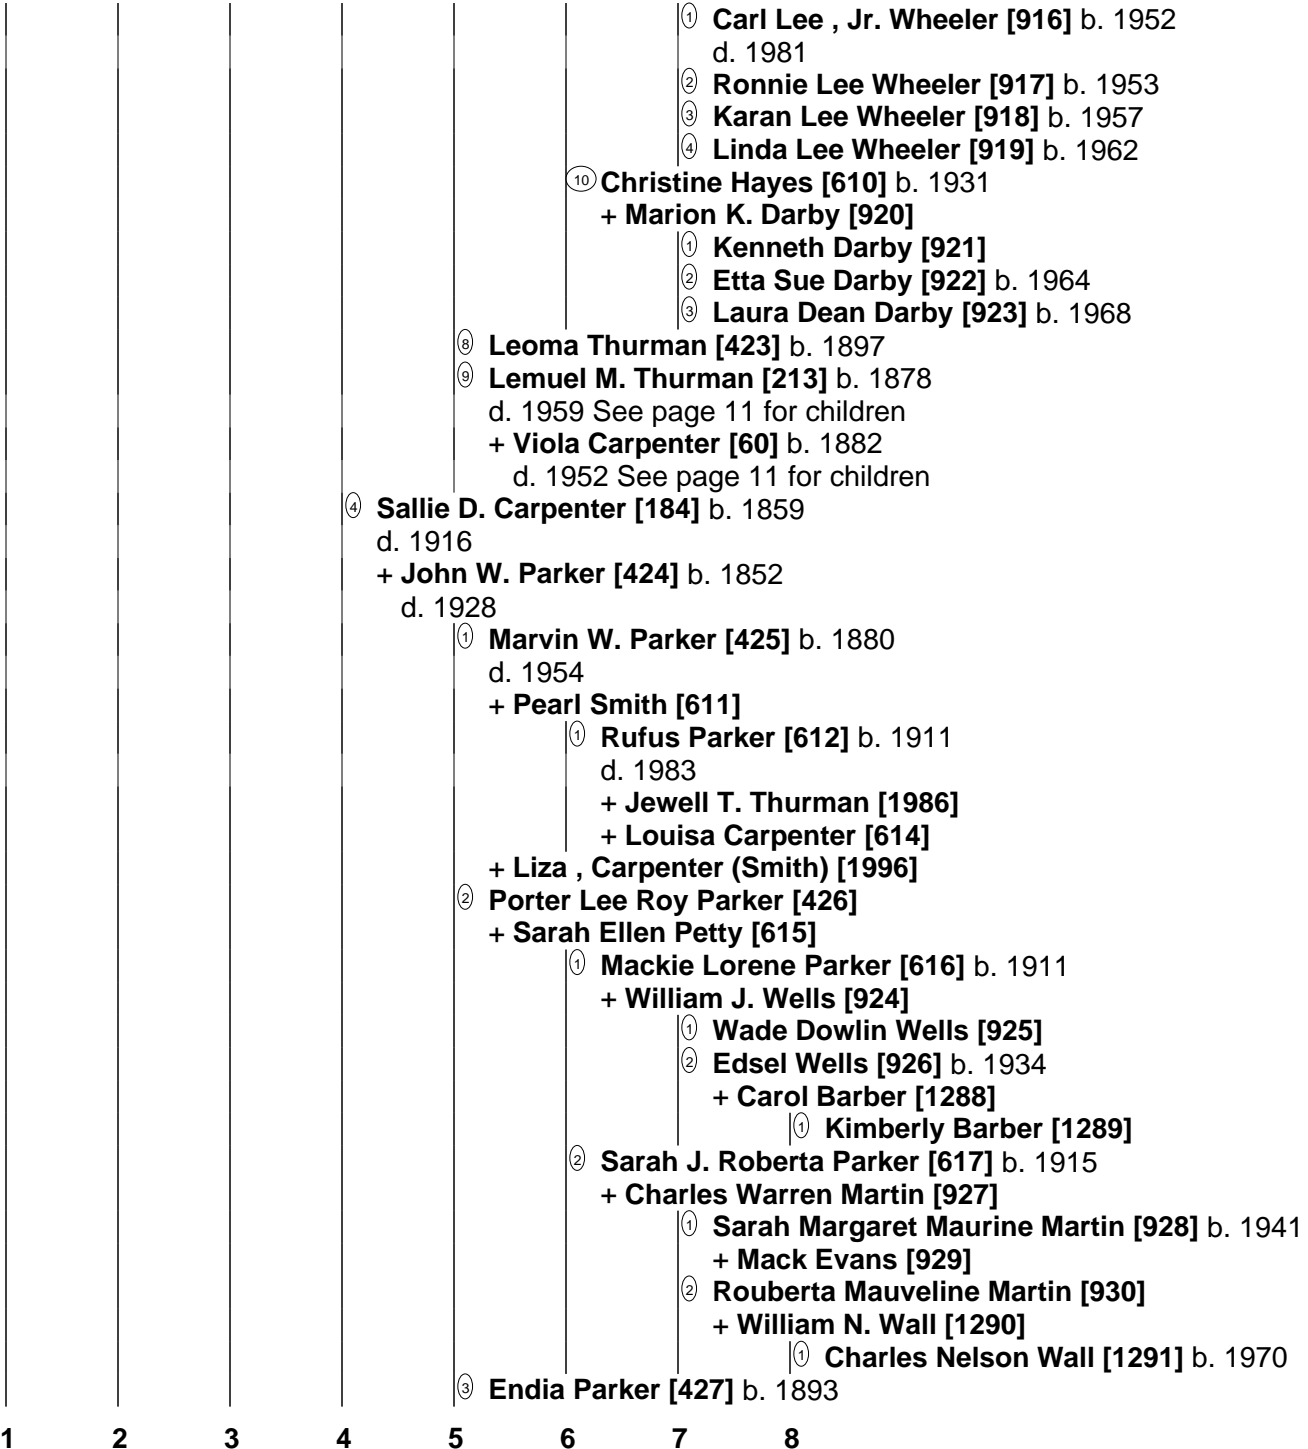 ① Carl Lee , Jr. Wheeler [916] b. 1952
d. 1981
② Ronnie Lee Wheeler [917] b. 1953
③ Karan Lee Wheeler [918] b. 1957
④ Linda Lee Wheeler [919] b. 1962
⑩ Christine Hayes [610] b. 1931
+ Marion K. Darby [920]
① Kenneth Darby [921]
② Etta Sue Darby [922] b. 1964
③ Laura Dean Darby [923] b. 1968
⑧ Leoma Thurman [423] b. 1897
⑨ Lemuel M. Thurman [213] b. 1878
d. 1959 See page 11 for children
+ Viola Carpenter [60] b. 1882
d. 1952 See page 11 for children
④ Sallie D. Carpenter [184] b. 1859
d. 1916
+ John W. Parker [424] b. 1852
d. 1928
① Marvin W. Parker [425] b. 1880
d. 1954
+ Pearl Smith [611]
① Rufus Parker [612] b. 1911
d. 1983
+ Jewell T. Thurman [1986]
+ Louisa Carpenter [614]
+ Liza , Carpenter (Smith) [1996]
② Porter Lee Roy Parker [426]
+ Sarah Ellen Petty [615]
① Mackie Lorene Parker [616] b. 1911
+ William J. Wells [924]
① Wade Dowlin Wells [925]
② Edsel Wells [926] b. 1934
+ Carol Barber [1288]
① Kimberly Barber [1289]
② Sarah J. Roberta Parker [617] b. 1915
+ Charles Warren Martin [927]
① Sarah Margaret Maurine Martin [928] b. 1941
+ Mack Evans [929]
② Rouberta Mauveline Martin [930]
+ William N. Wall [1290]
① Charles Nelson Wall [1291] b. 1970
③ Endia Parker [427] b. 1893
1 2 3 4 5 6 7 8